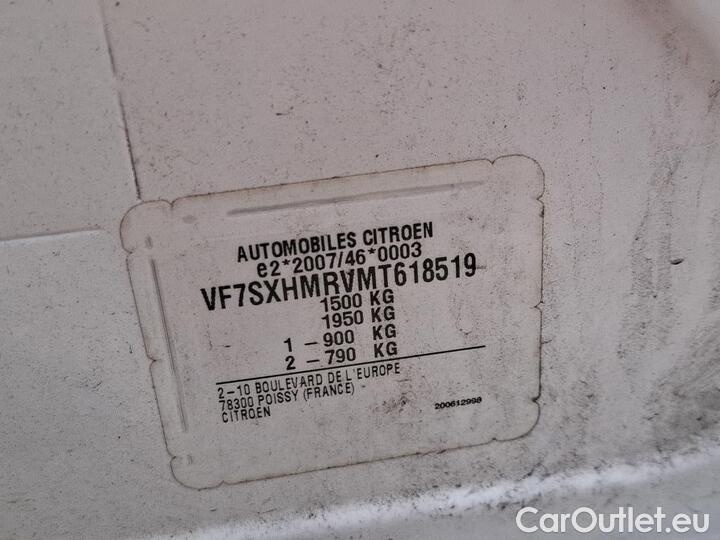 AUTOMOBILES CITROEN
e2*2007/46*0003
VF7SXHMRVMT618519
1500 KG
1950 KG
1 -900 KG
2 -790 KG
2-10 BOULEVARD DE L'EUROPE
78300 POISSY (FRANCE)
CITROEN
200612998
CarOutlet.eu